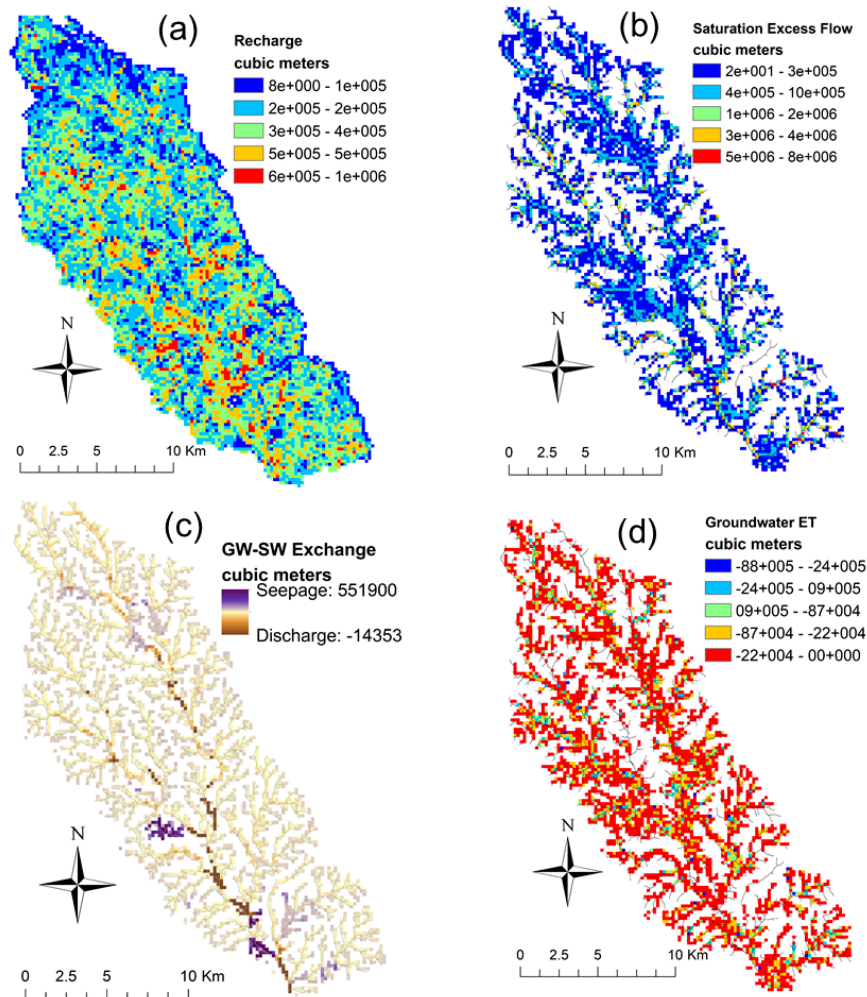 (a)
Recharge
cubic meters
8e+000 - 1e+005
2e+005 - 2e+005
3e+005 - 4e+005
5e+005 - 5e+005
6e+005 - 1e+006
N
0 2.5 5 10 Km
(b)
Saturation Excess Flow
cubic meters
2e+001 - 3e+005
4e+005 - 10e+005
1e+006 - 2e+006
3e+006 - 4e+006
5e+006 - 8e+006
N
0 2.5 5 10 Km
(c)
GW-SW Exchange
cubic meters
Seepage: 551900
Discharge: -14353
N
0 2.5 5 10 Km
(d)
Groundwater ET
cubic meters
-88+005 - -24+005
-24+005 - 09+005
09+005 - -87+004
-87+004 - -22+004
-22+004 - 00+000
N
0 2.5 5 10 Km